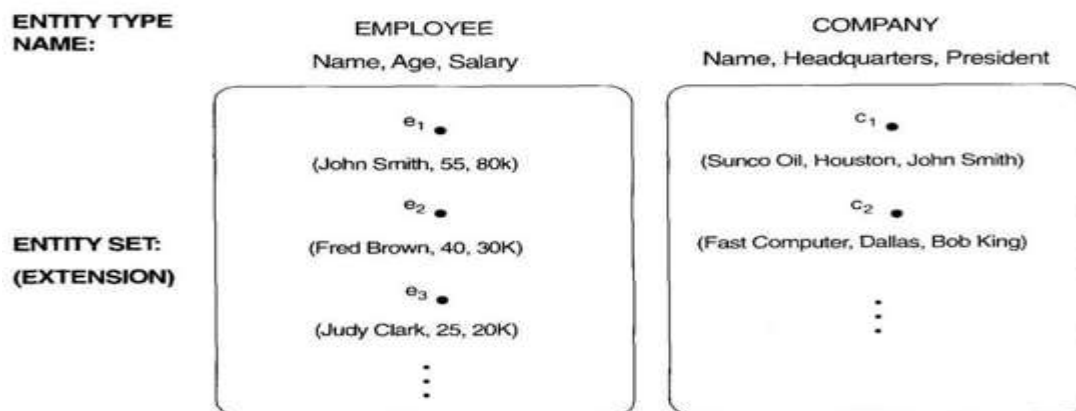 ENTITY TYPE
NAME:
EMPLOYEE
Name, Age, Salary
COMPANY
Name, Headquarters, President
ENTITY SET:
(EXTENSION)
e1
(John Smith, 55, 80k)
e2
(Fred Brown, 40, 30K)
e3
(Judy Clark, 25, 20K)
c1
(Sunco Oil, Houston, John Smith)
c2
(Fast Computer, Dallas, Bob King)